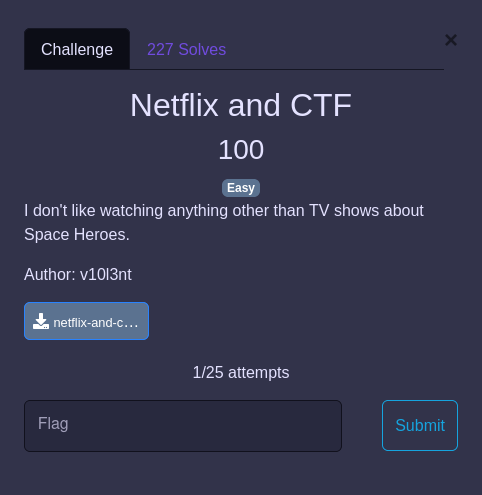 Challenge 227 Solves ×
Netflix and CTF
100
Easy
I don't like watching anything other than TV shows about
Space Heroes.
Author: v10l3nt
netflix-and-c…
1/25 attempts
Flag Submit